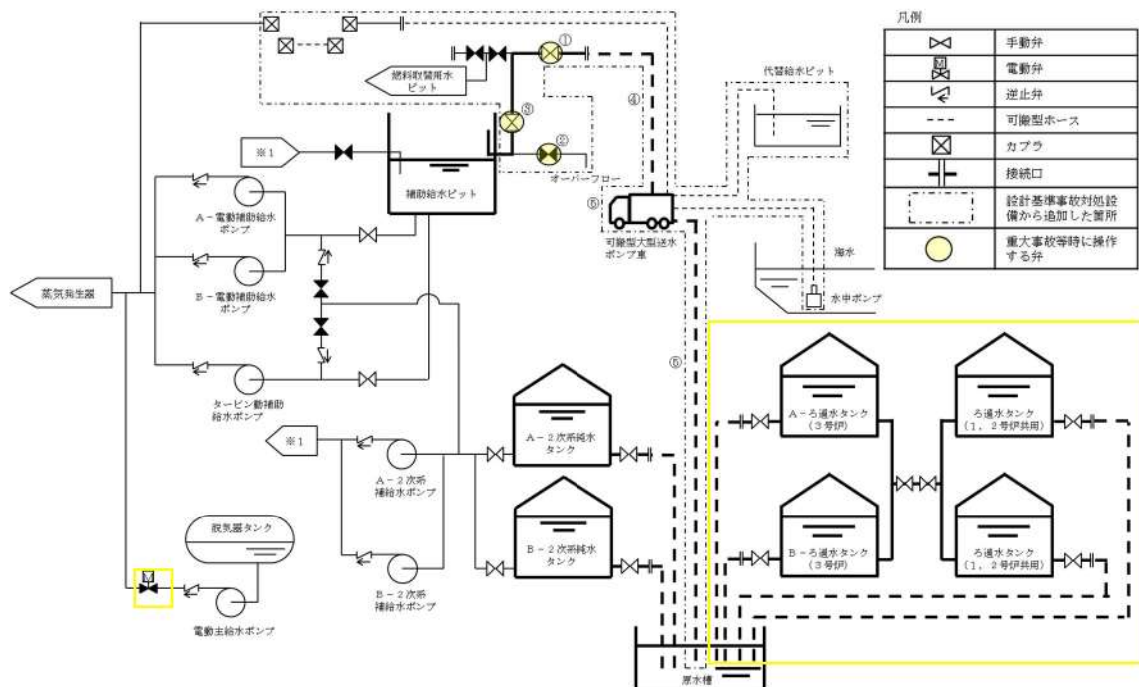 凡例
手動弁
M
電動弁
逆止弁
可搬型ホース
カプラ
接続口
設計基準事故対処設
備から追加した箇所
重大事故等時に操作
する弁
①
燃料取替用水
ピット
③
②
オーバーフロー
④
代替給水ピット
※1
補助給水ピット
⑤
可搬型大型送水
ポンプ車
海水
水中ポンプ
A-電動補助給水
ポンプ
B-電動補助給水
ポンプ
蒸気発生器
タービン動補助
給水ポンプ
⑤
A-ろ過水タンク
(3号炉)
ろ過水タンク
(1,2号炉共用)
※1
A-2次系
補給水ポンプ
A-2次系純水
タンク
B-2次系純水
タンク
B-ろ過水タンク
(3号炉)
ろ過水タンク
(1,2号炉共用)
脱気器タンク
M
電動主給水ポンプ
B-2次系
補給水ポンプ
原水槽